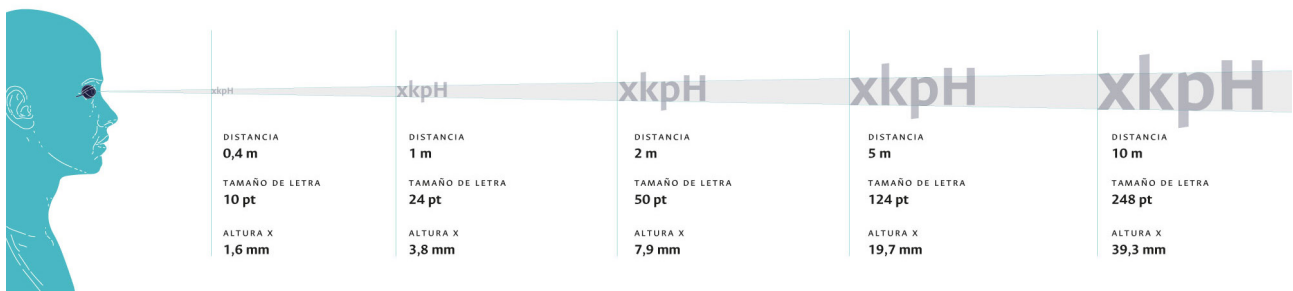 xkpH
xkpH
xkpH
xkpH
xkpH
DISTANCIA
0,4 m
TAMAÑO DE LETRA
10 pt
ALTURA X
1,6 mm
DISTANCIA
1 m
TAMAÑO DE LETRA
24 pt
ALTURA X
3,8 mm
DISTANCIA
2 m
TAMAÑO DE LETRA
50 pt
ALTURA X
7,9 mm
DISTANCIA
5 m
TAMAÑO DE LETRA
124 pt
ALTURA X
19,7 mm
DISTANCIA
10 m
TAMAÑO DE LETRA
248 pt
ALTURA X
39,3 mm